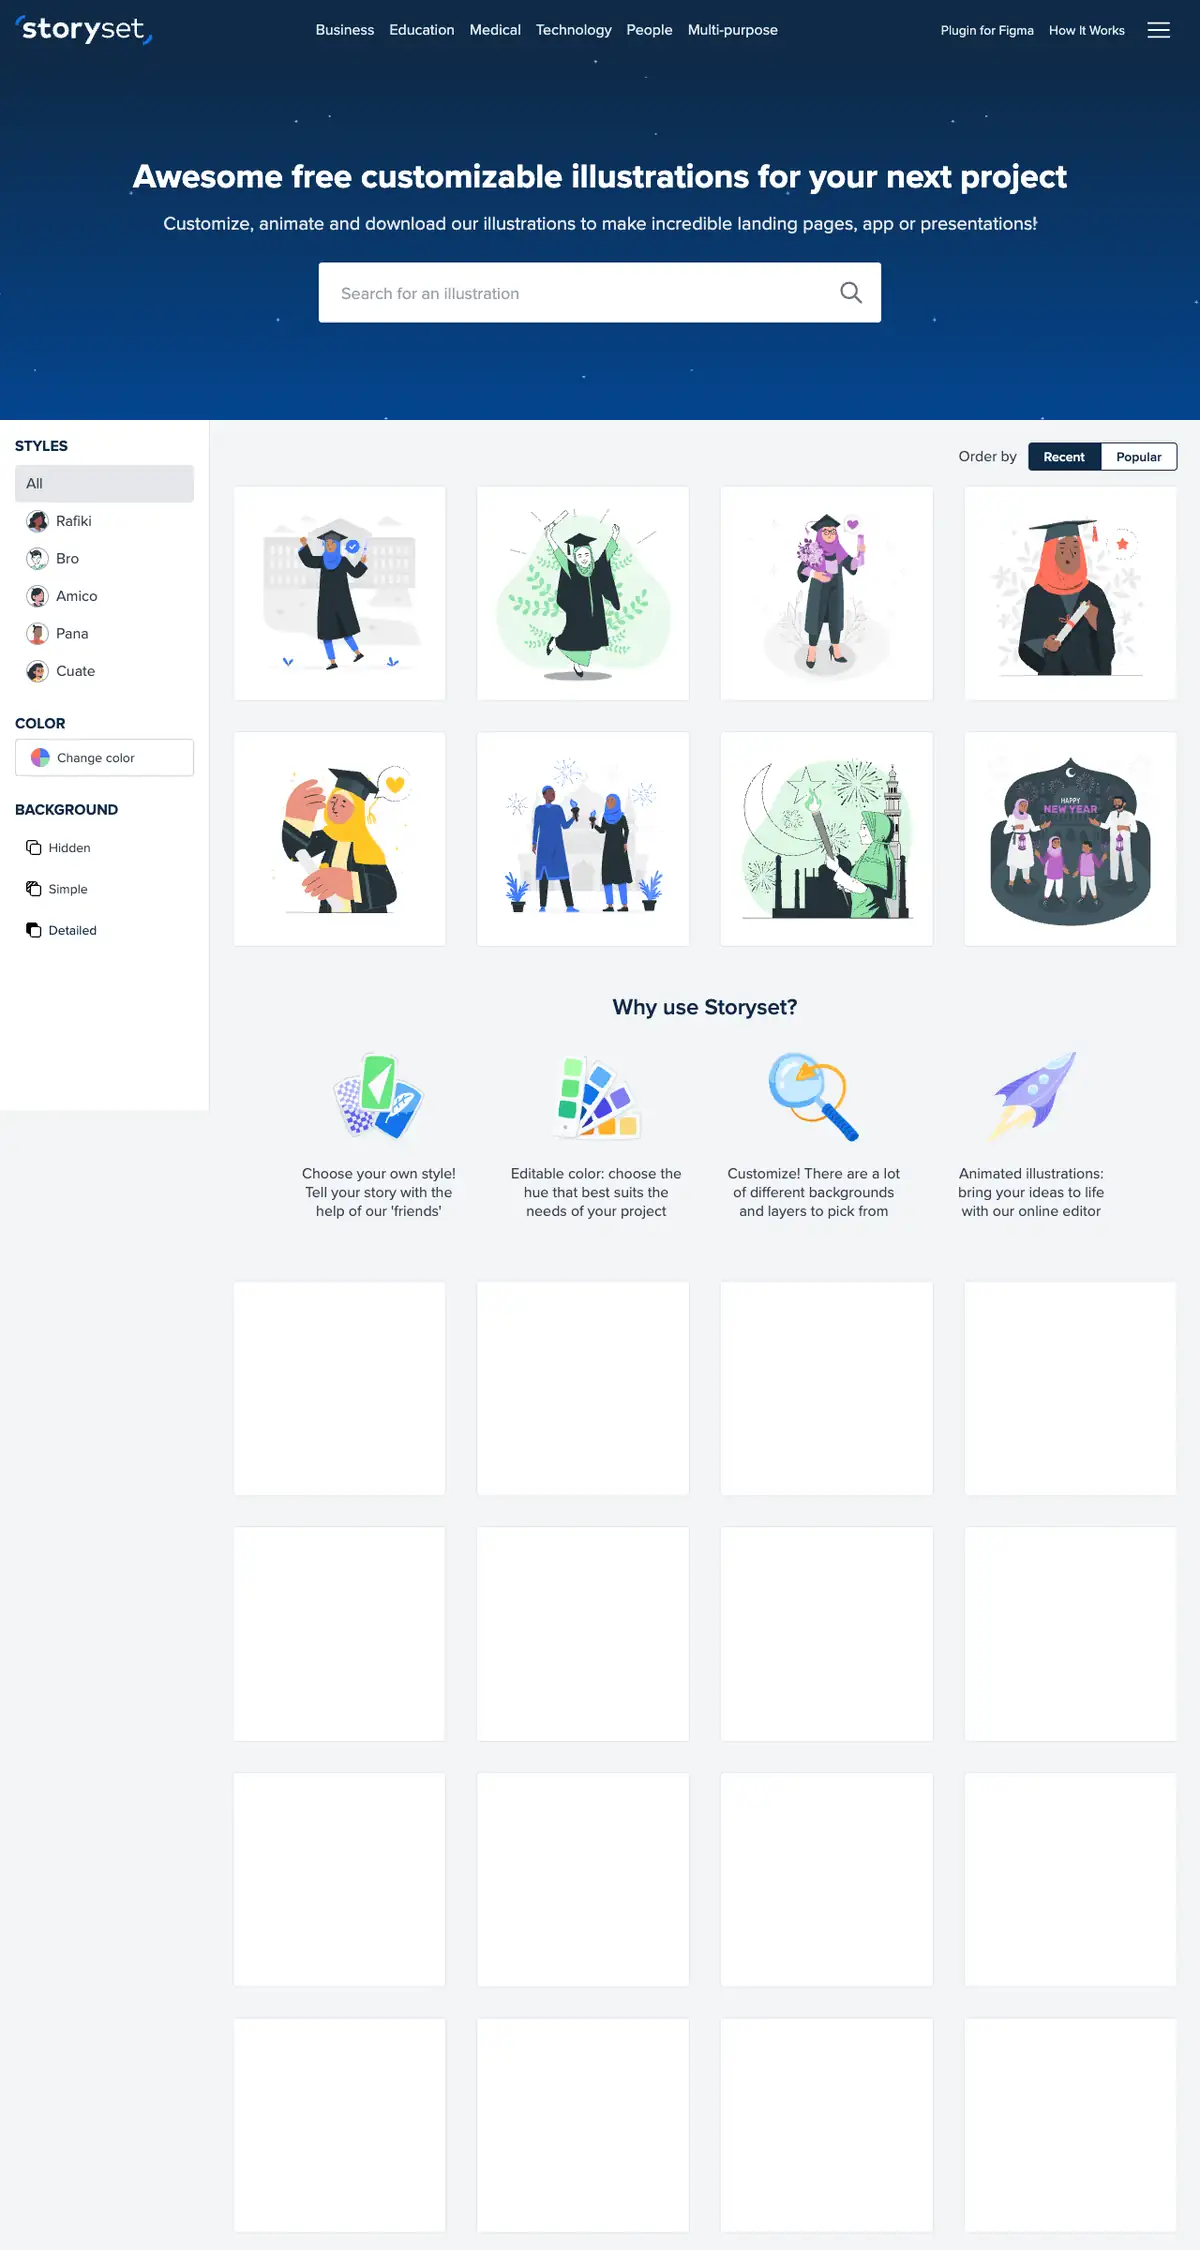 storyset
Business Education Medical Technology People Multi-purpose
Plugin for Figma How It Works
Awesome free customizable illustrations for your next project
Customize, animate and download our illustrations to make incredible landing pages, app or presentations!
Search for an illustration
STYLES
All
Rafiki
Bro
Amico
Pana
Cuate
COLOR
Change color
BACKGROUND
Hidden
Simple
Detailed
Order by Recent Popular
HAPPY
NEW YEAR
Why use Storyset?
Choose your own style!
Tell your story with the
help of our 'friends'
Editable color: choose the
hue that best suits the
needs of your project
Customize! There are a lot
of different backgrounds
and layers to pick from
Animated illustrations:
bring your ideas to life
with our online editor